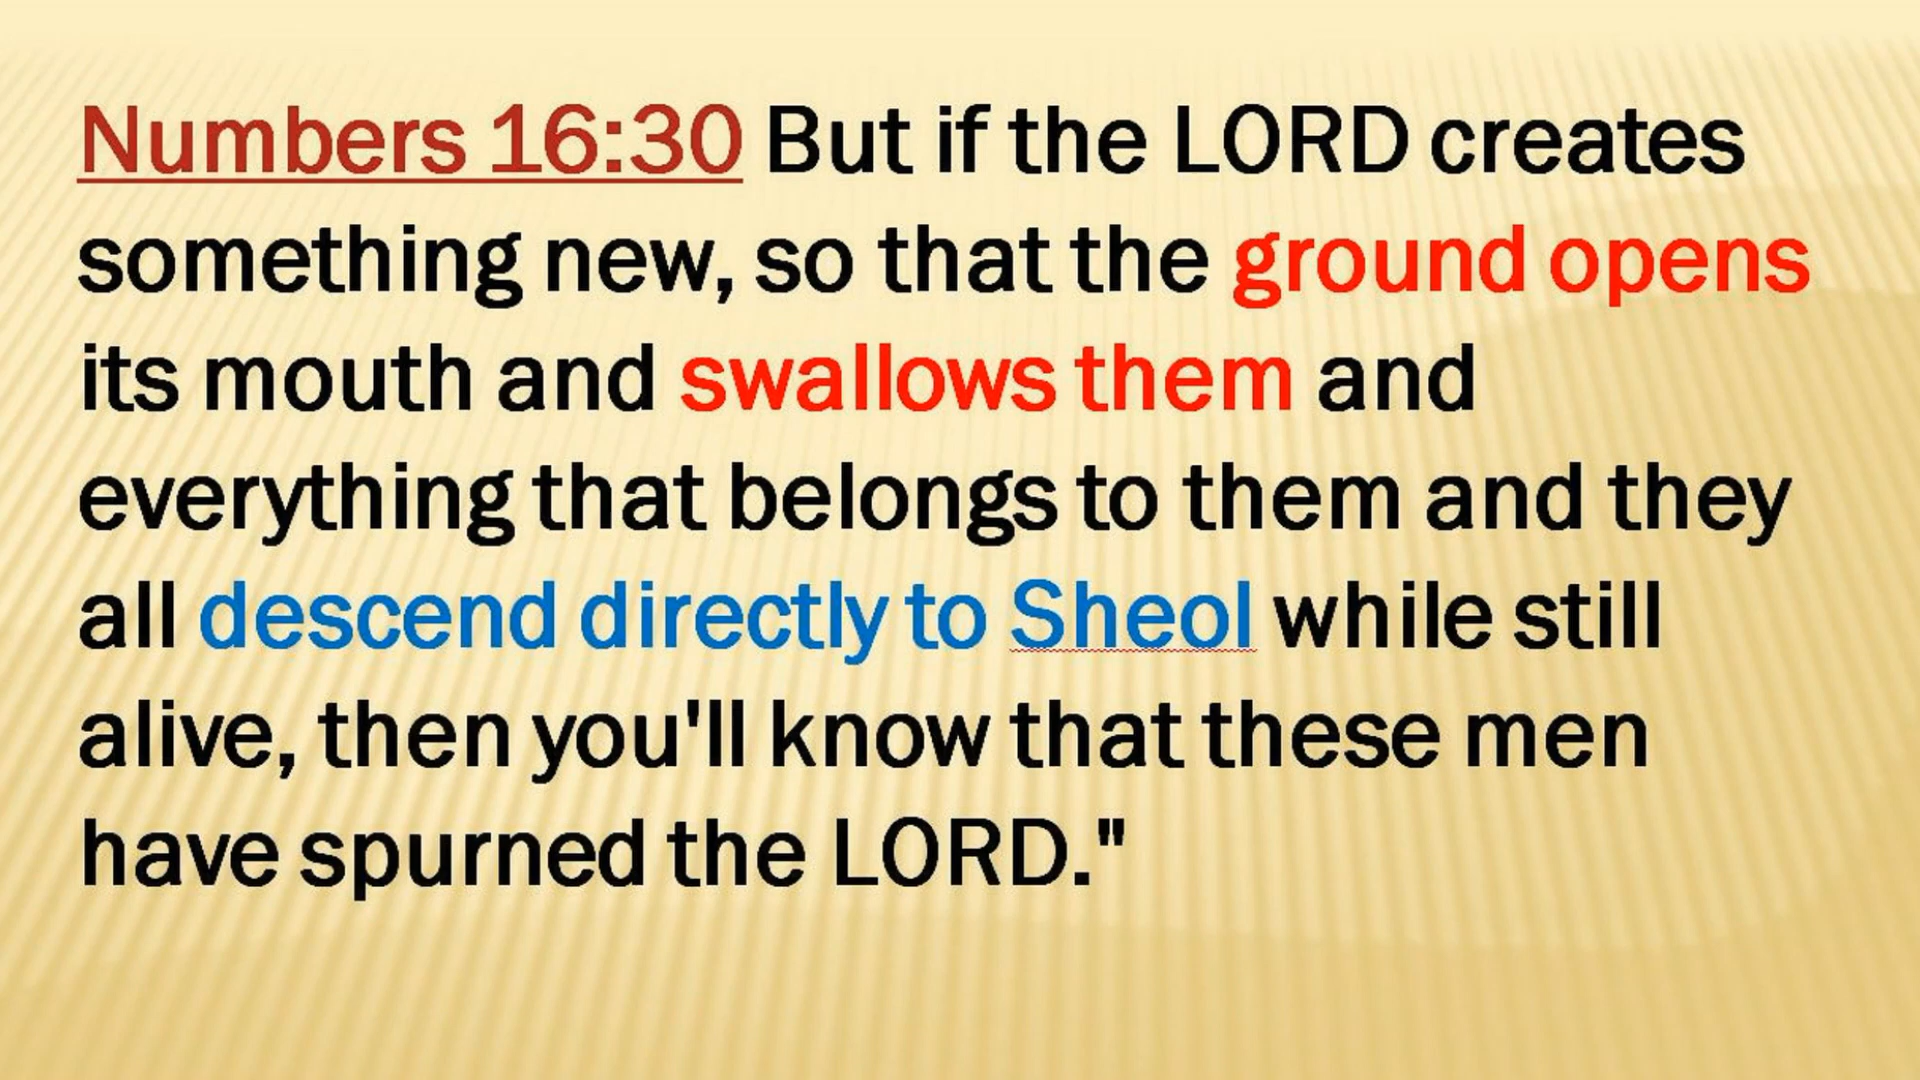 Numbers 16:30 But if the LORD creates
something new, so that the ground opens
its mouth and swallows them and
everything that belongs to them and they
all descend directly to Sheol while still
alive, then you'll know that these men
have spurned the LORD."